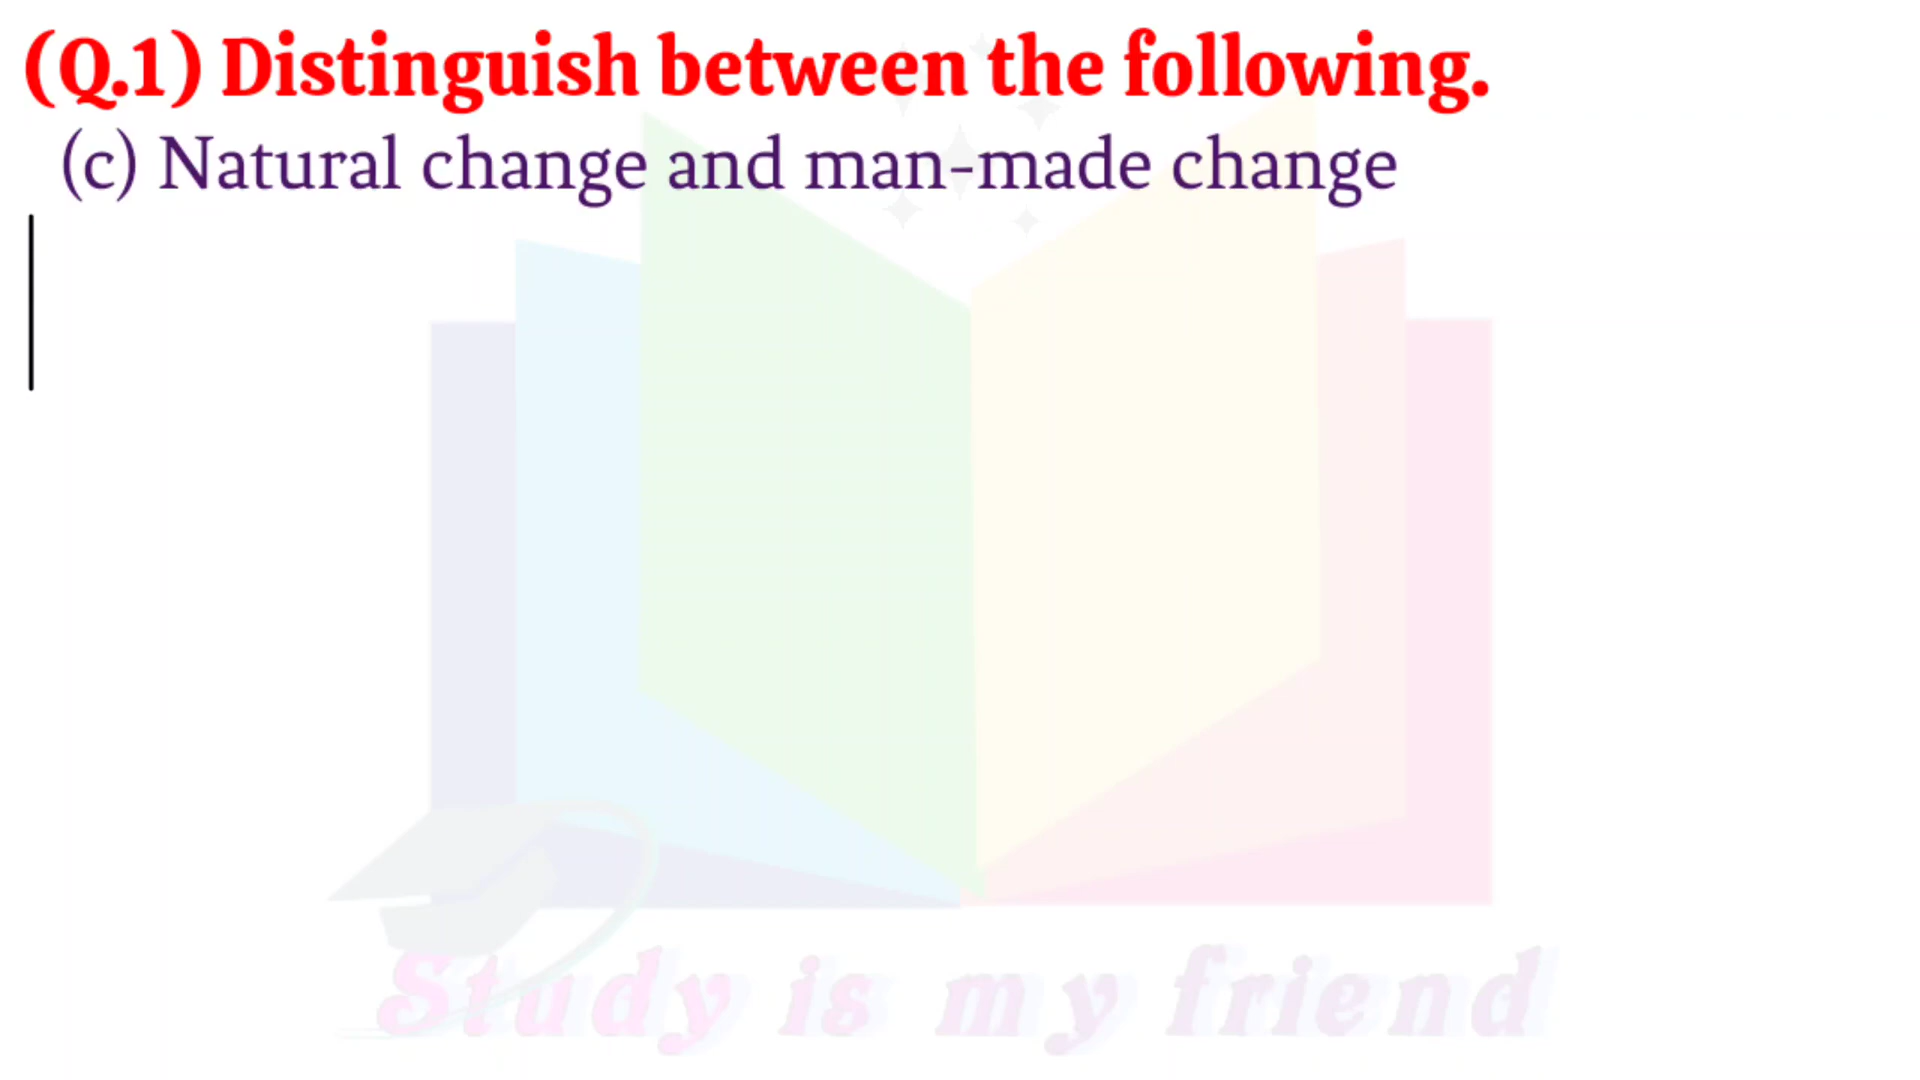 (Q.1) Distinguish between the following.
(c) Natural change and man-made change
Study is my friend